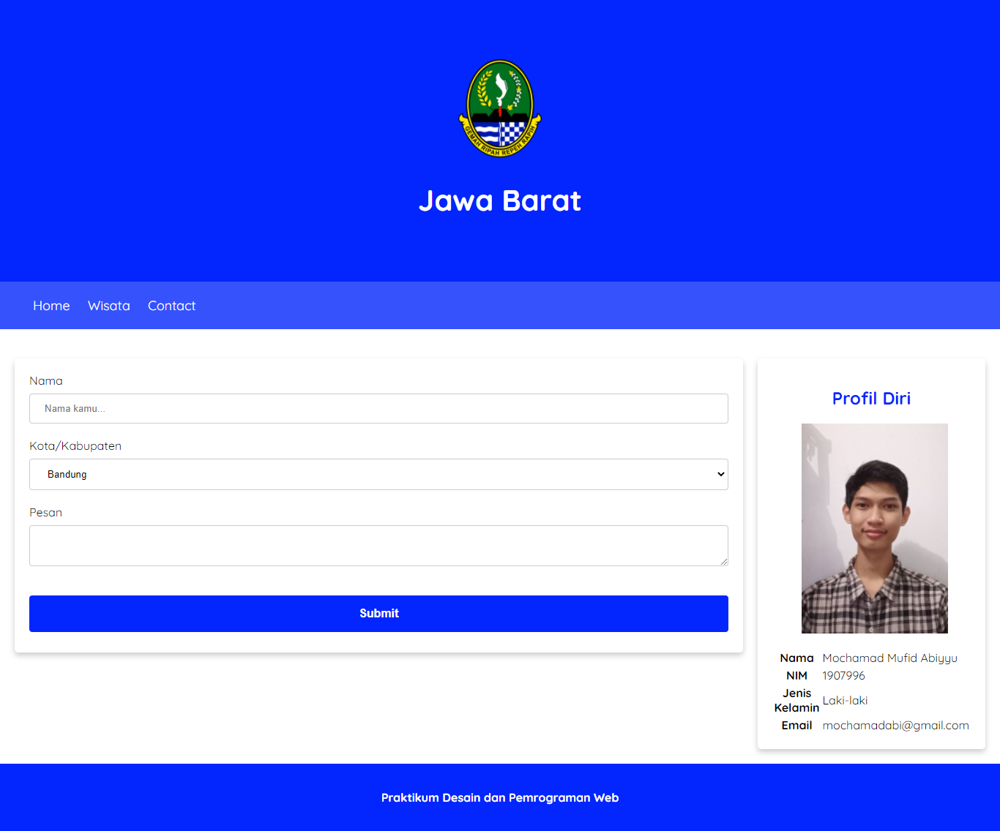 GEMAH RIPAH REPEH RAPIH
Jawa Barat
Home Wisata Contact
Nama
Nama kamu...
Kota/Kabupaten
Bandung
Pesan
Submit
Profil Diri
Nama Mochamad Mufid Abiyyu
NIM 1907996
Jenis Kelamin Laki-laki
Email mochamadabi@gmail.com
Praktikum Desain dan Pemrograman Web